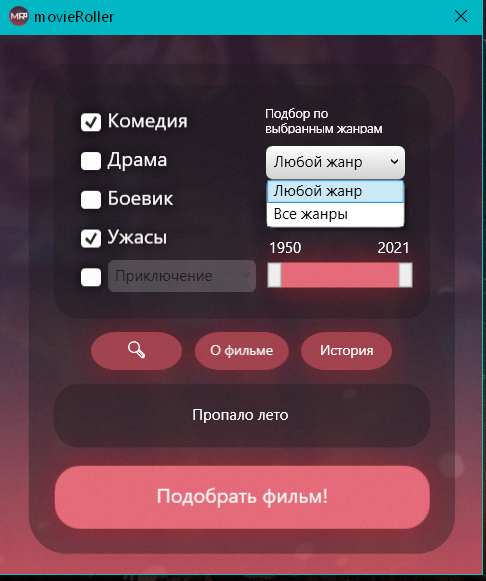 MR movieRoller
Комедия
Драма
Боевик
Ужасы
Приключение
Подбор по
выбранным жанрам
Любой жанр
Любой жанр
Все жанры
1950 2021
О фильме
История
Пропало лето
Подобрать фильм!